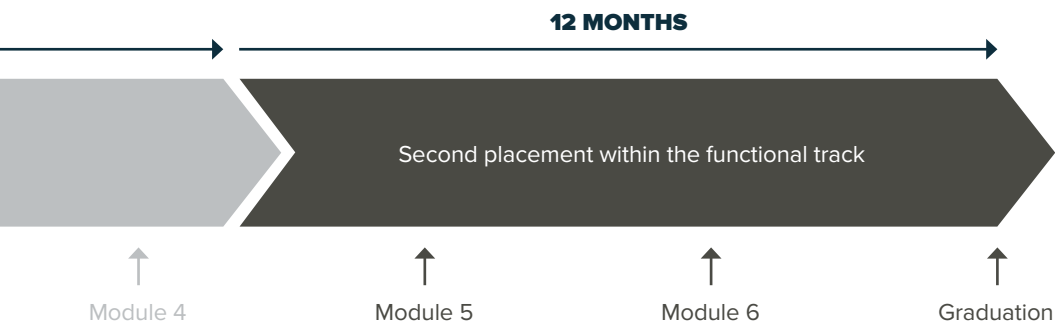 12 MONTHS
Second placement within the functional track
Module 4
Module 5
Module 6
Graduation